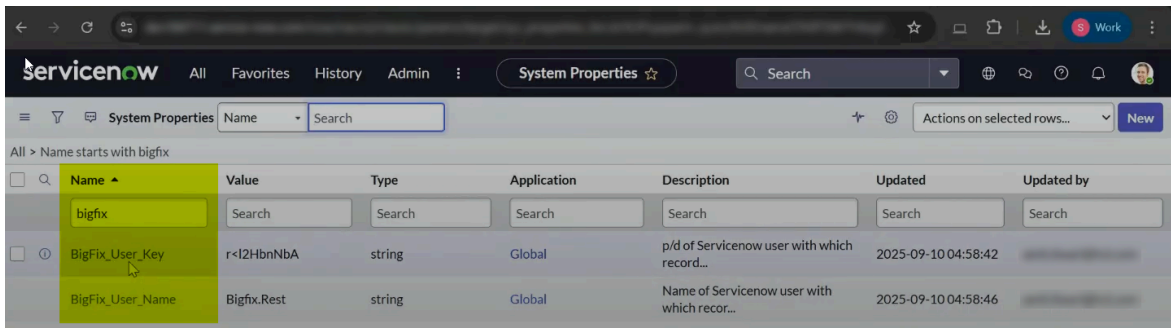 S Work
servicenow All Favorites History Admin System Properties Search
System Properties Name Search Actions on selected rows... New
All > Name starts with bigfix
Name Value Type Application Description Updated Updated by
bigfix Search Search Search Search Search Search
BigFix_User_Key r<l2HbnNbA string Global p/d of Servicenow user with which 2025-09-10 04:58:42
record...
BigFix_User_Name Bigfix.Rest string Global Name of Servicenow user with 2025-09-10 04:58:46
which recor...